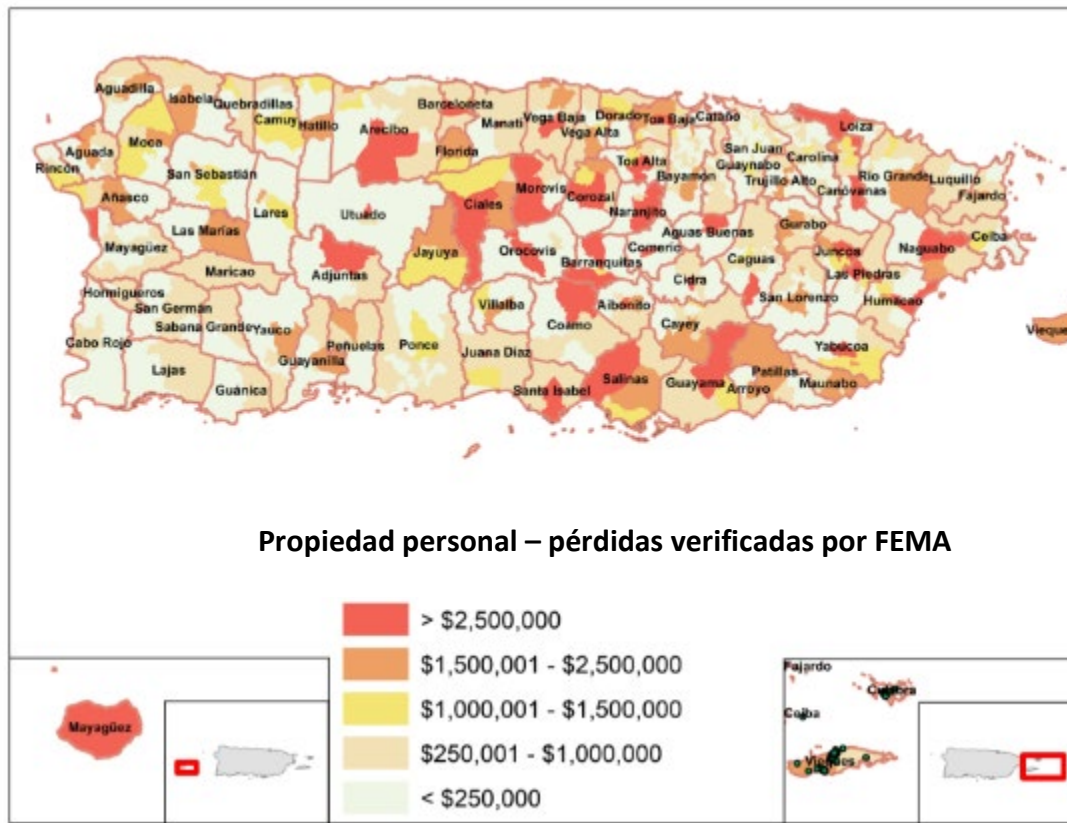 Aguadilla
Isabela
Quebradillas
Camuy
Hatillo
Arecibo
Barceloneta
Manatí
Vega Baja
Vega Alta
Dorado
Toa Baja
Cataño
Loiza
San Juan
Guaynabo
Carolina
Trujillo Alto
Bayamón
Toa Alta
Canóvanas
Río Grande
Luquillo
Fajardo
Ceiba
Rincón
Aguada
Moca
San Sebastián
Añasco
Las Marías
Lares
Utuado
Florida
Ciales
Morovis
Corozal
Naranjito
Aguas Buenas
Gurabo
Juncos
Naguabo
Mayagüez
Maricao
Adjuntas
Jayuya
Orocovis
Barranquitas
Comerío
Cidra
Caguas
San Lorenzo
Las Piedras
Humacao
Vieques
Hormigueros
San Germán
Sabana Grande
Yauco
Cabo Rojo
Lajas
Guánica
Guayanilla
Peñuelas
Ponce
Villalba
Juana Díaz
Coamo
Aibonito
Cayey
Santa Isabel
Salinas
Guayama
Arroyo
Patillas
Maunabo
Yabucoa
Propiedad personal – pérdidas verificadas por FEMA
> $2,500,000
$1,500,001 - $2,500,000
$1,000,001 - $1,500,000
$250,001 - $1,000,000
< $250,000
Mayagüez
Fajardo
Culebra
Ceiba
Vieques